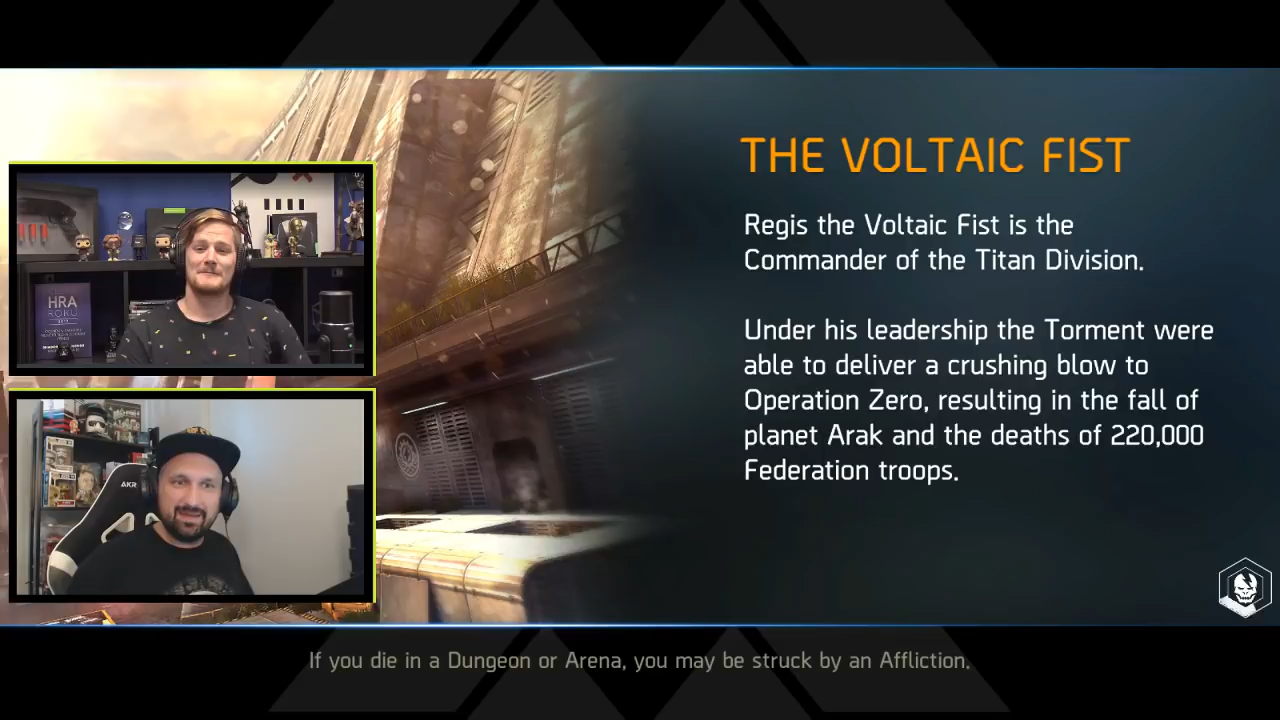 THE VOLTAIC FIST
Regis the Voltaic Fist is the
Commander of the Titan Division.
Under his leadership the Torment were
able to deliver a crushing blow to
Operation Zero, resulting in the fall of
planet Arak and the deaths of 220,000
Federation troops.
HRA
ROKU
AKR
If you die in a Dungeon or Arena, you may be struck by an Affliction.